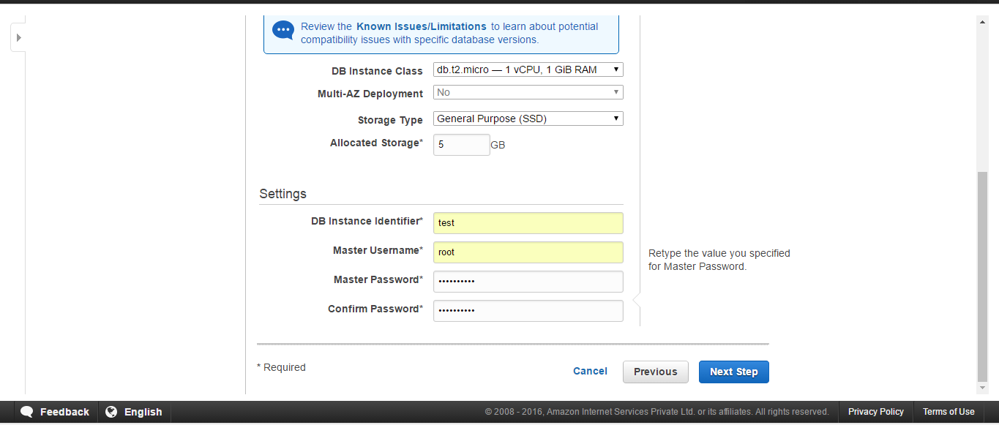 Review the Known Issues/Limitations to learn about potential
compatibility issues with specific database versions.
DB Instance Class db.t2.micro — 1 vCPU, 1 GiB RAM
Multi-AZ Deployment No
Storage Type General Purpose (SSD)
Allocated Storage* 5 GB
Settings
DB Instance Identifier* test
Master Username* root
Retype the value you specified
for Master Password.
Master Password* ••••••••••
Confirm Password* ••••••••••
* Required Cancel Previous Next Step
Feedback English © 2008 - 2016, Amazon Internet Services Private Ltd. or its affiliates. All rights reserved. Privacy Policy Terms of Use